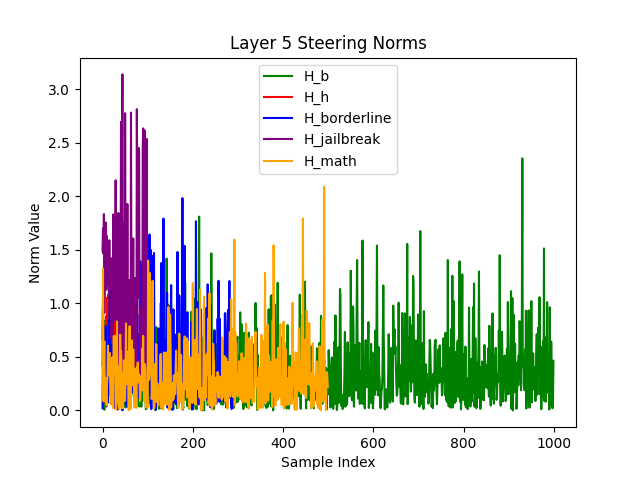 Layer 5 Steering Norms
H_b
H_h
H_borderline
H_jailbreak
H_math
Norm Value
3.0
2.5
2.0
1.5
1.0
0.5
0.0
0
200
400
600
800
1000
Sample Index